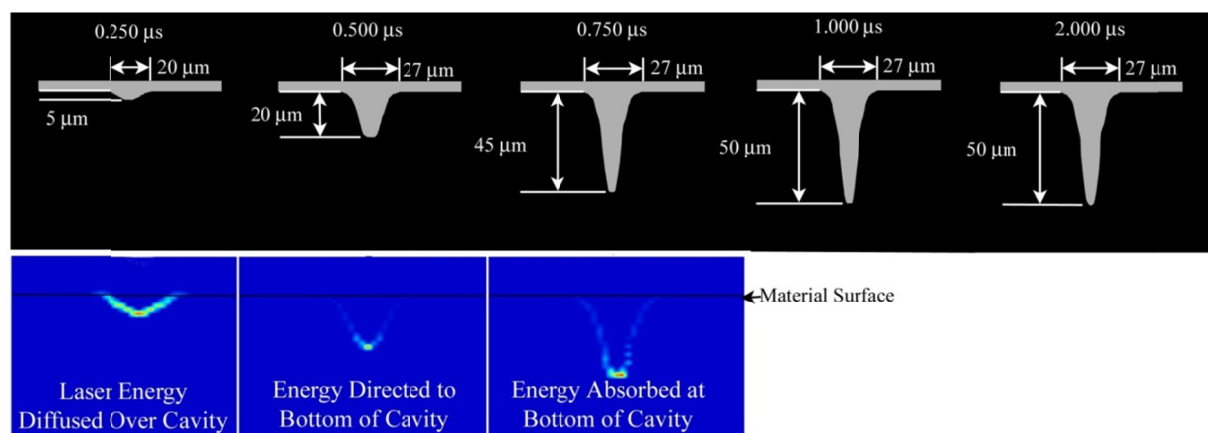 0.250 µs
20 µm
5 µm
0.500 µs
27 µm
20 µm
0.750 µs
27 µm
45 µm
1.000 µs
27 µm
50 µm
2.000 µs
27 µm
50 µm
Material Surface
Laser Energy
Diffused Over Cavity
Energy Directed to
Bottom of Cavity
Energy Absorbed at
Bottom of Cavity